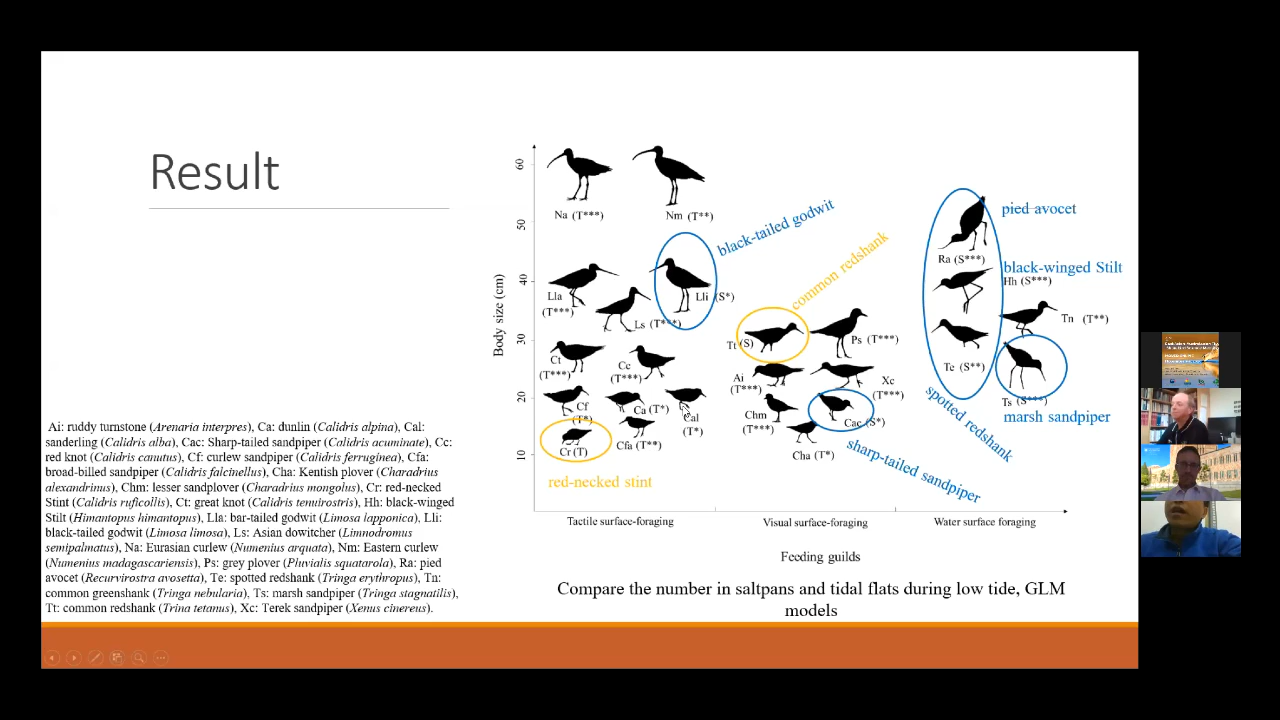 Result
Ai: ruddy turnstone (Arenaria interpres), Ca: dunlin (Calidris alpina), Cal:
sanderling (Calidris alba), Cac: Sharp-tailed sandpiper (Calidris acuminate), Cc:
red knot (Calidris canutus), Cf: curlew sandpiper (Calidris ferruginea), Cfa:
broad-billed sandpiper (Calidris falcinellus), Cha: Kentish plover (Charadrius
alexandrinus), Chm: lesser sandplover (Charadrius mongolus), Cr: red-necked
Stint (Calidris ruficollis), Ct: great knot (Calidris tenuirostris), Hh: black-winged
Stilt (Himantopus himantopus), Lla: bar-tailed godwit (Limosa lapponica), Lli:
black-tailed godwit (Limosa limosa), Ls: Asian dowitcher (Limnodromus
semipalmatus), Na: Eurasian curlew (Numenius arquata), Nm: Eastern curlew
(Numenius madagascariensis), Ps: grey plover (Pluvialis squatarola), Ra: pied
avocet (Recurvirostra avosetta), Te: spotted redshank (Tringa erythropus), Tn:
common greenshank (Tringa nebularia), Ts: marsh sandpiper (Tringa stagnatilis),
Tt: common redshank (Trina tetanus), Xc: Terek sandpiper (Xenus cinereus).
Body size (cm)
60
50
40
30
20
10
Na (T***)
Nm (T**)
black-tailed godwit
Lla
(T***)
Ls (T***)
Lli (S*)
Ct
(T***)
Cc
(T***)
Cf
(T*)
Ca (T*)
Cal
(T*)
Cr (T)
Cfa (T**)
red-necked stint
common redshank
Tt (S)
Ps (T***)
Ai
(T***)
Xc
(T***)
Chm
(T***)
Cac (S*)
Cha (T*)
sharp-tailed sandpiper
pied avocet
Ra (S***)
black-winged Stilt
Hh (S***)
Tn (T**)
Te (S**)
Ts (S***)
marsh sandpiper
spotted redshank
Tactile surface-foraging
Visual surface-foraging
Water surface foraging
Feeding guilds
Compare the number in saltpans and tidal flats during low tide, GLM
models